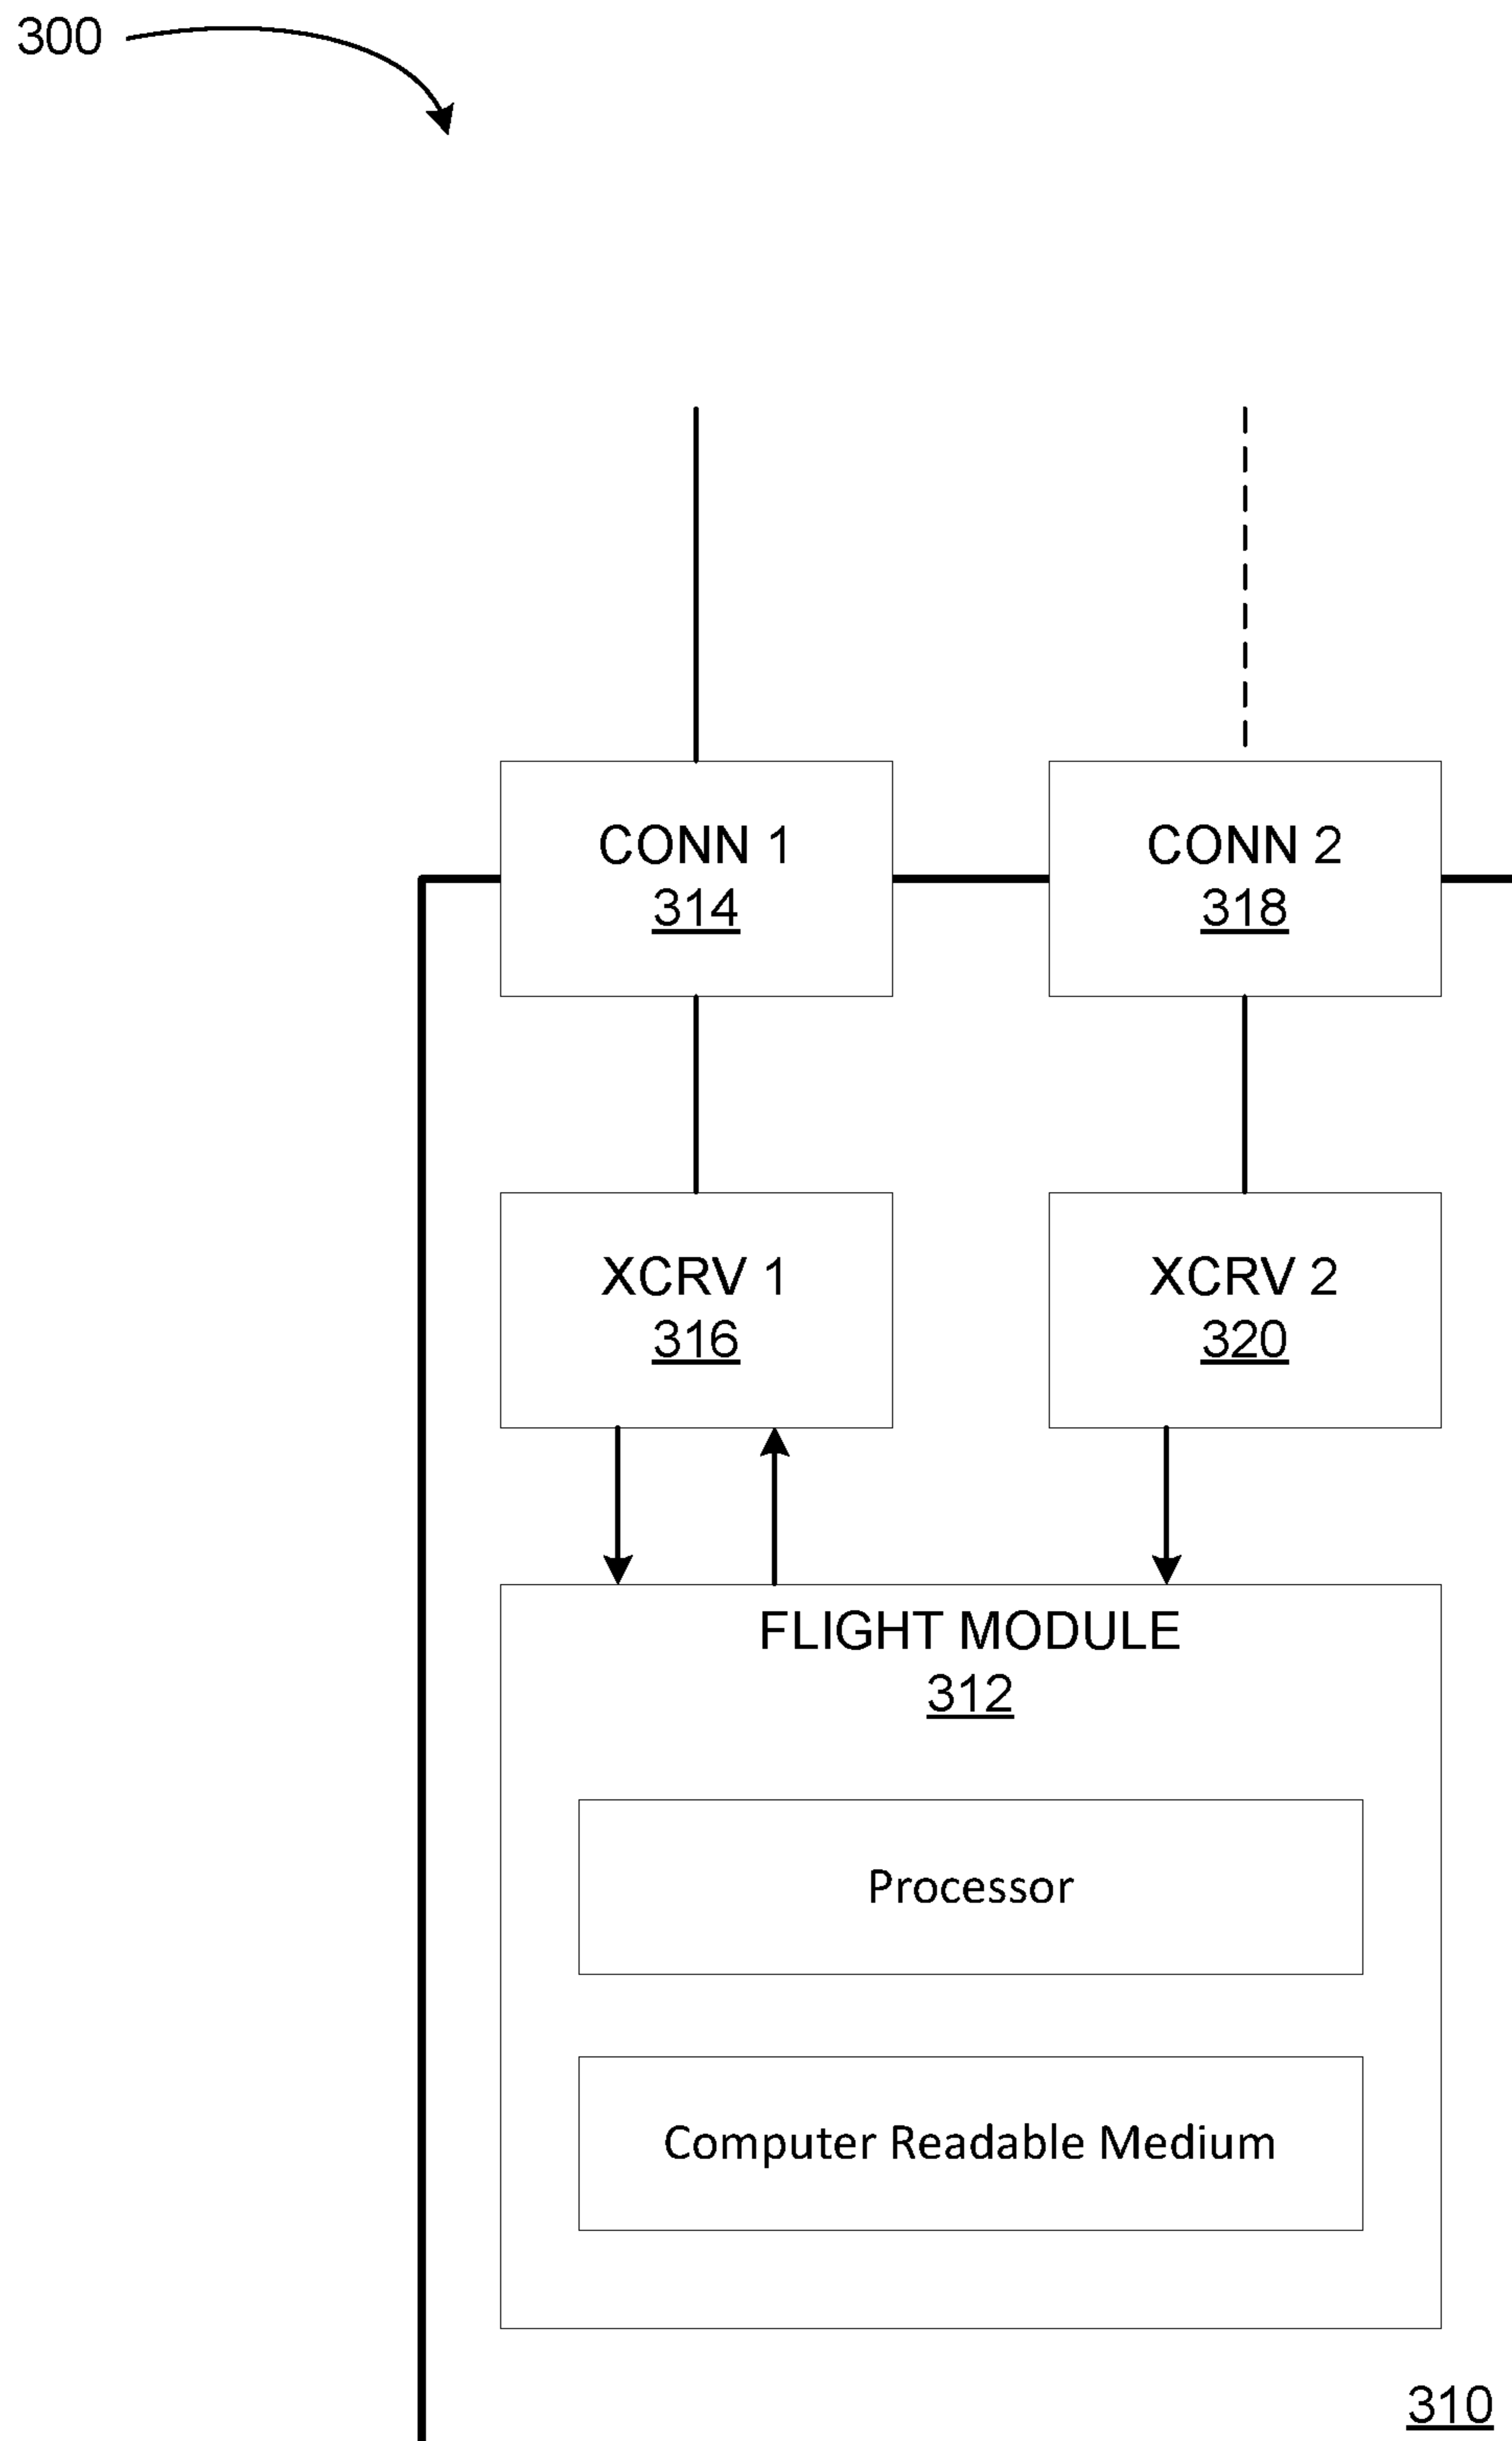 300
CONN 1
314
CONN 2
318
XCRV 1
316
XCRV 2
320
FLIGHT MODULE
312
Processor
Computer Readable Medium
310